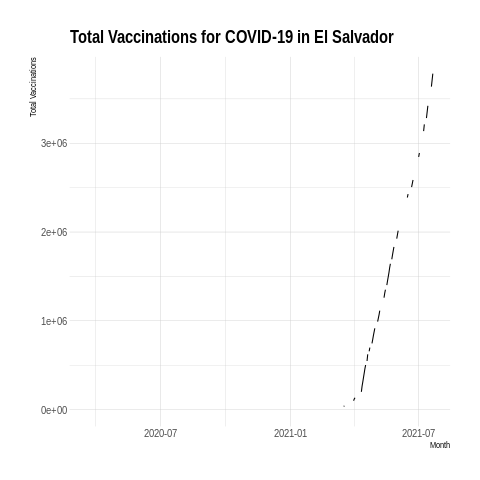 Total Vaccinations for COVID-19 in El Salvador
Total Vaccinations
3e+06
2e+06
1e+06
0e+00
2020-07
2021-01
2021-07
Month